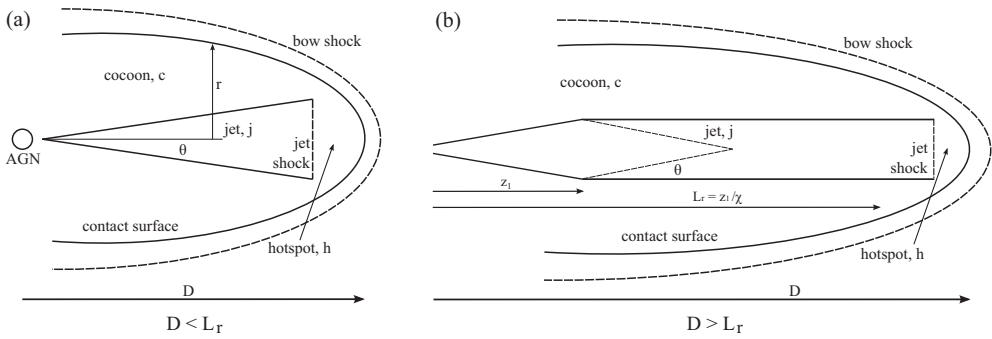 (a)
bow shock
cocoon, c
r
jet, j
AGN
θ
jet
shock
contact surface
hotspot, h
D
D < Lr
(b)
bow shock
cocoon, c
jet, j
jet
θ
shock
z1
Lr = z1/χ
contact surface
hotspot, h
D
D > Lr